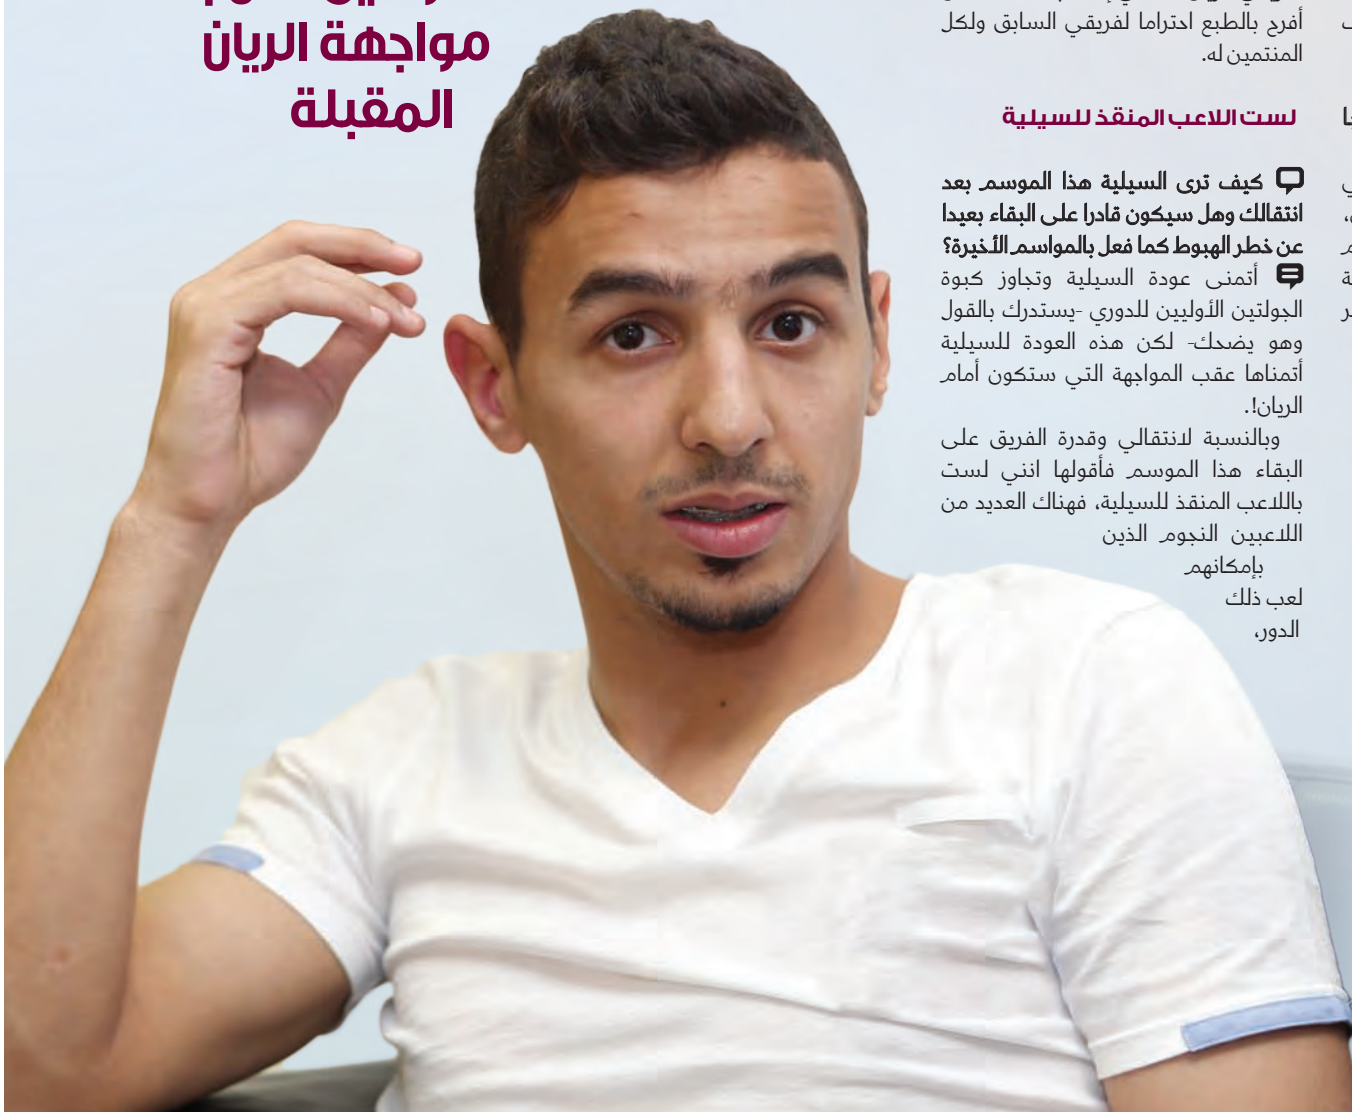 مواجهة الريان
المقبلة
أفرح بالطبع احتراما لفريقي السابق ولكل
المنتمين له.
لست اللاعب المنقذ للسيلية
كيف ترى السيلية هذا الموسم بعد
انتقالك وهل سيكون قادرا على البقاء بعيدا
عن خطر الهبوط كما فعل بالمواسم الأخيرة؟
أتمنى عودة السيلية وتجاوز كبوة
الجولتين الأوليين للدوري -يستدرك بالقول
وهو يضحك- لكن هذه العودة للسيلية
أتمناها عقب المواجهة التي ستكون أمام
الريان!.
وبالنسبة لانتقالي وقدرة الفريق على
البقاء هذا الموسم فأقولها انني لست
باللاعب المنقذ للسيلية، فهناك العديد من
اللاعبين النجوم الذين
بإمكانهم
لعب ذلك
الدور،